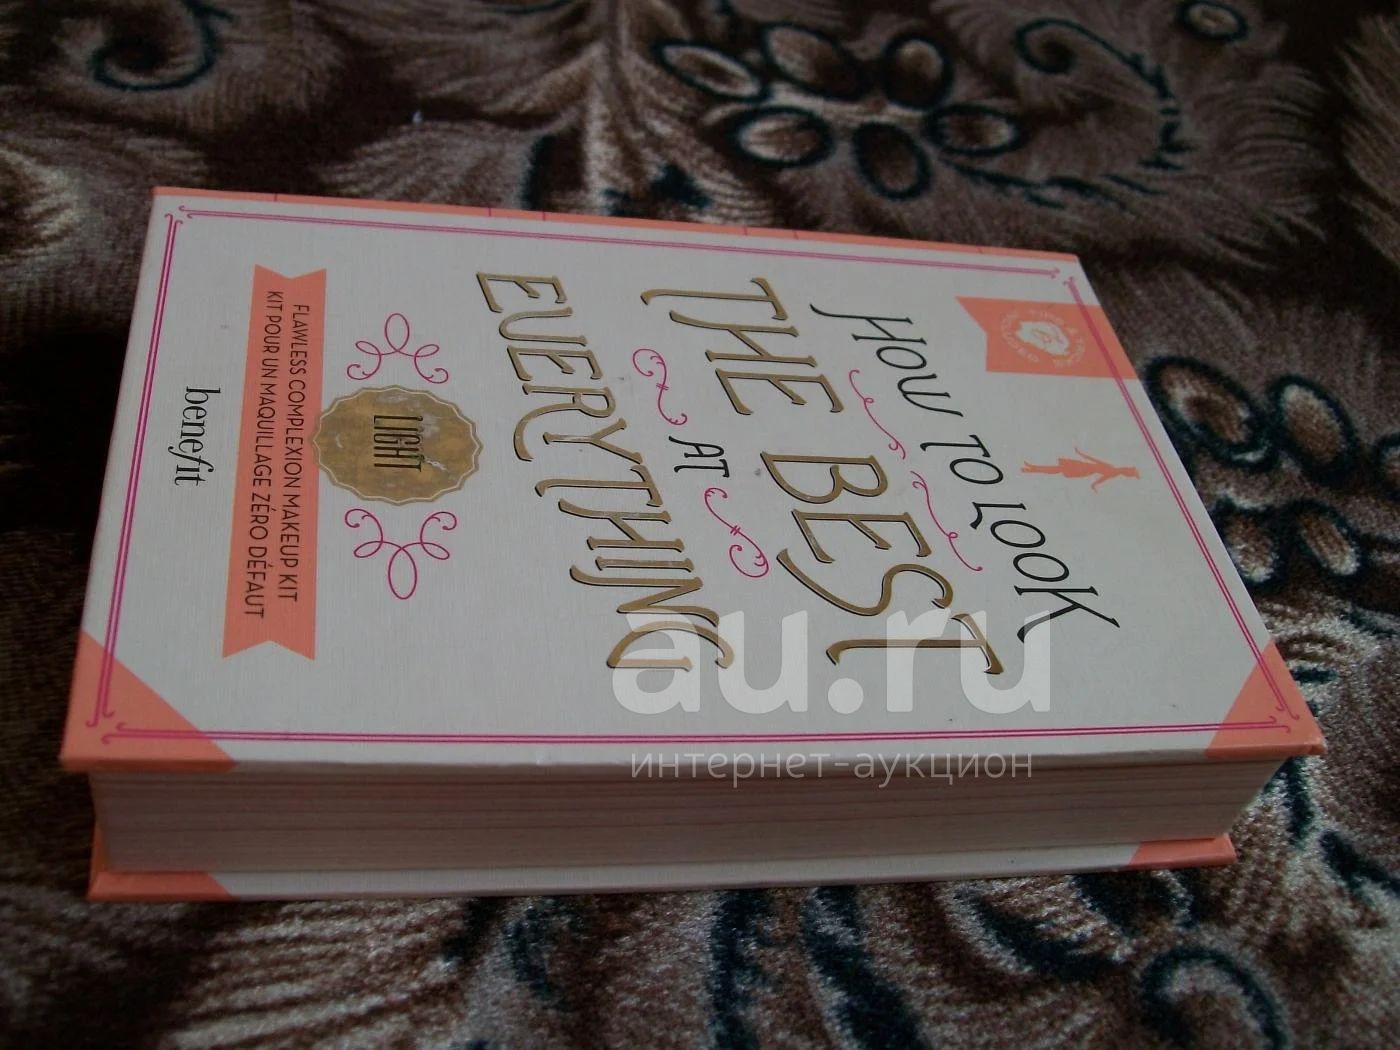 HOW TO LOOK
THE BEST
AT
EVERYTHING
LIGHT
FLAWLESS COMPLEXION MAKEUP KIT
KIT POUR UN MAQUILLAGE ZÉRO DÉFAUT
benefit
au.ru
интернет-аукцион